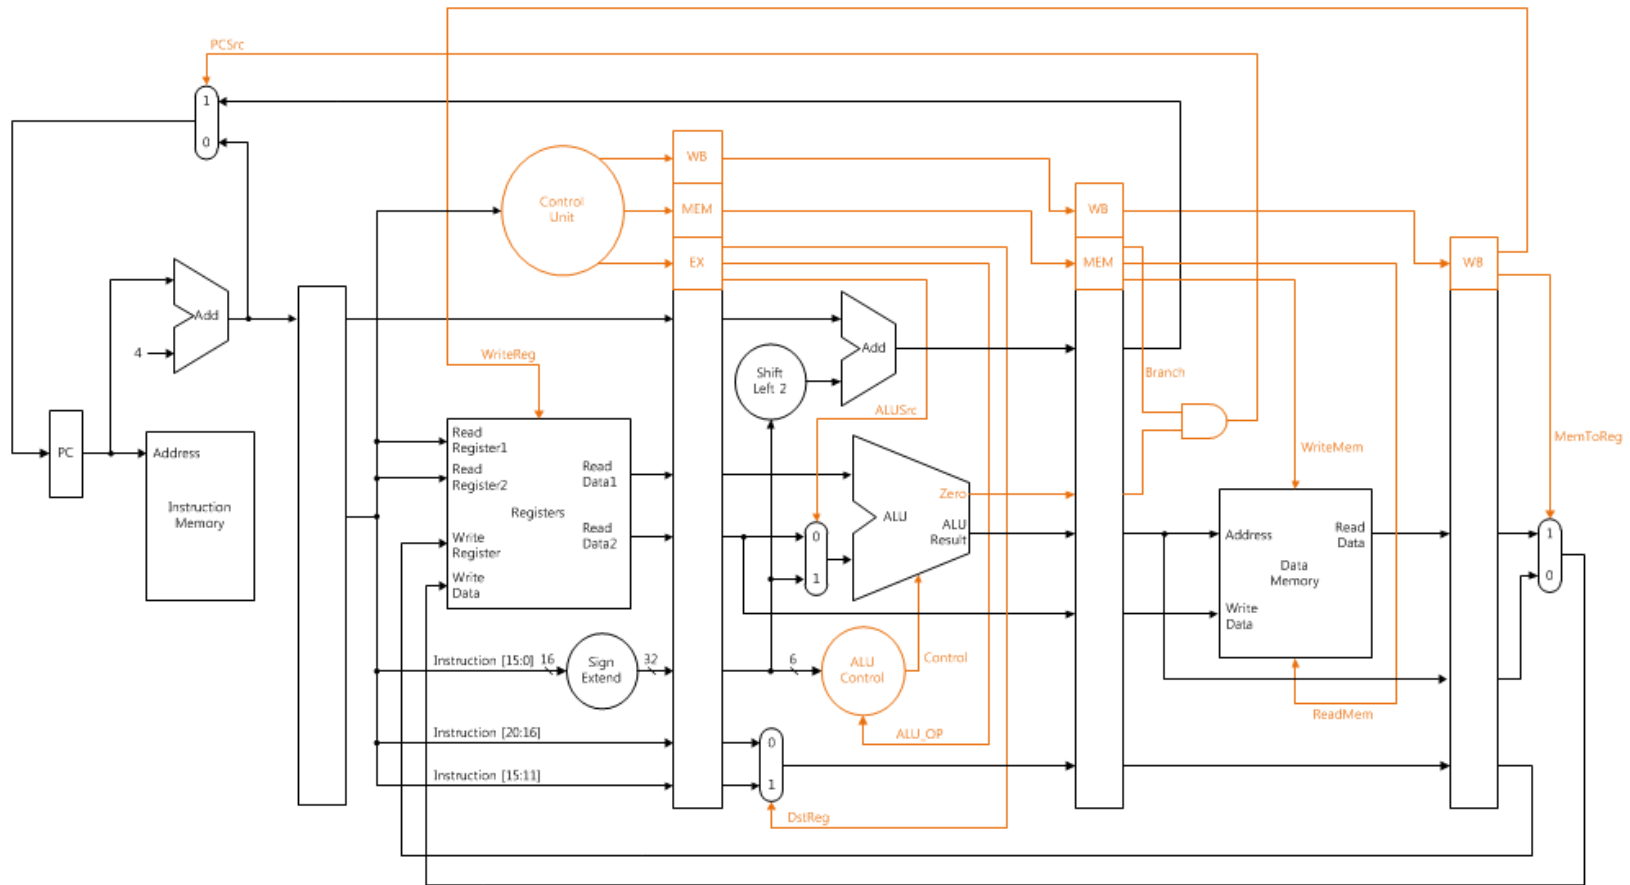 PCSrc
1
0
WB
Control
Unit
MEM
WB
EX
MEM
WB
Add
4
Add
WriteReg
Shift
Left 2
Branch
ALUSrc
Read
Register1
Read
Register2
Read
Data1
Registers
Write
Register
Read
Data2
Write
Data
PC
Address
Instruction
Memory
0
1
Zero
ALU
ALU
Result
WriteMem
MemToReg
Address
Read
Data
Data
Memory
Write
Data
1
0
Instruction [15:0]
16
Sign
Extend
32
6
ALU
Control
Control
ReadMem
ALU_OP
Instruction [20:16]
0
Instruction [15:11]
1
DstReg